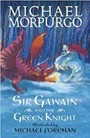 MICHAEL
MORPURGO
SIR GAWAIN
AND THE
GREEN KNIGHT
Illustrated by
MICHAEL FOREMAN